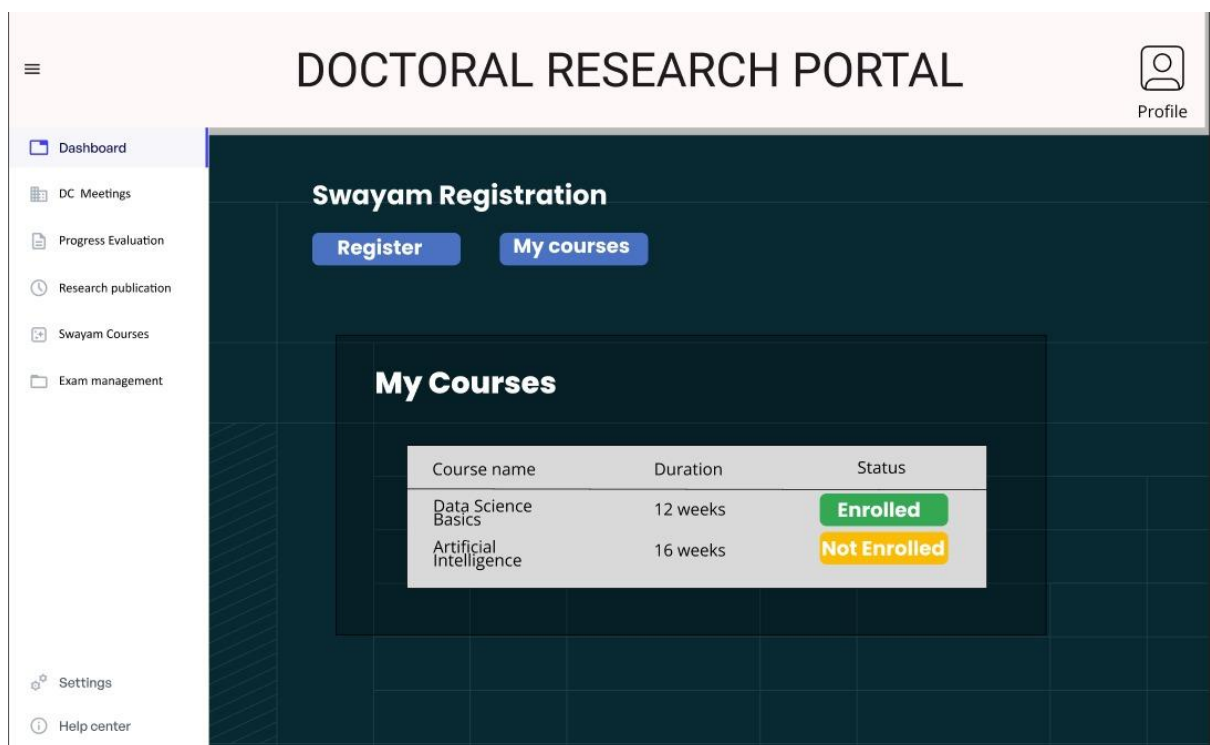 DOCTORAL RESEARCH PORTAL
Profile
Dashboard
DC Meetings
Progress Evaluation
Research publication
Swayam Courses
Exam management
Settings
Help center
Swayam Registration
Register
My courses
My Courses
Course name Duration Status
Data Science
Basics
12 weeks
Enrolled
Artificial
Intelligence
16 weeks
Not Enrolled